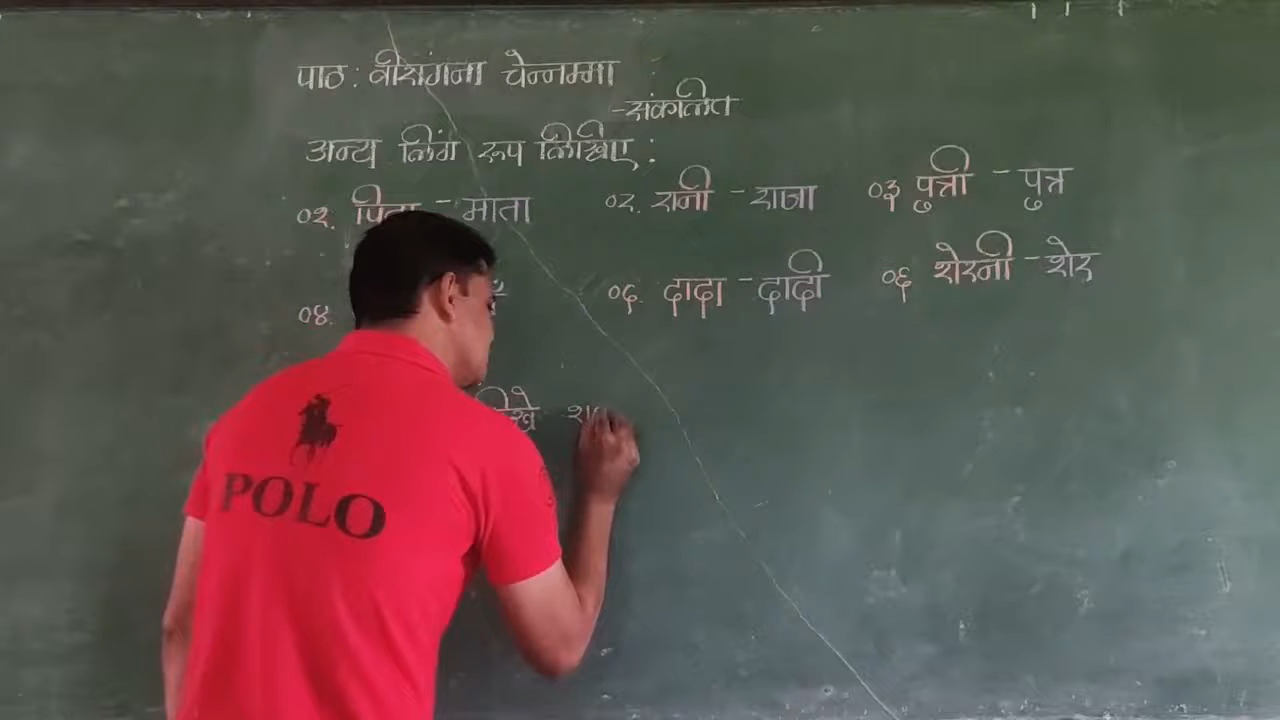 पाठ : वीरांगना चेन्नम्मा
-संकलित
अन्य लिंग रूप लिखिए :
०१. पिता - माता ०२. रानी - राजा ०३ पुत्री - पुत्र
०४. ०५. दादा - दादी ०६ शेरनी - शेर
POLO